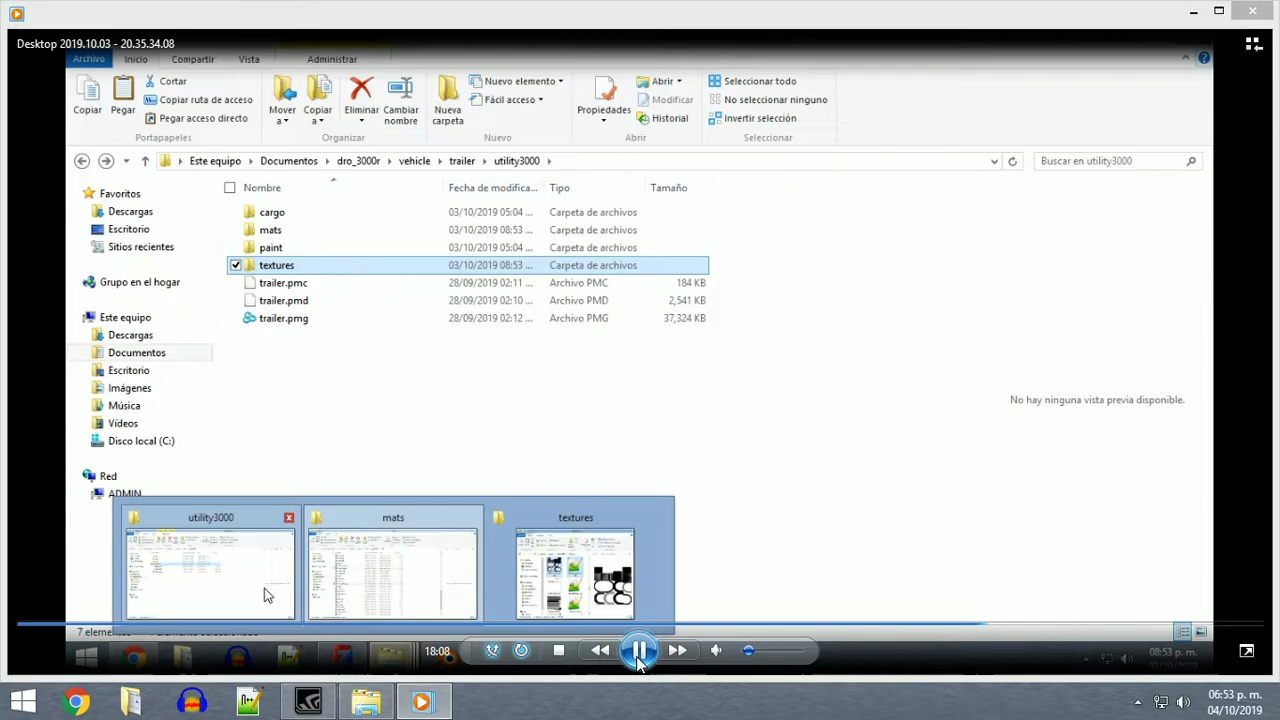 Desktop 2019.10.03 - 20.35.34.08
Archivo Inicio Compartir Vista Administrar
Copiar
Pegar
Cortar
Copiar ruta de acceso
Pegar acceso directo
Portapapeles
Mover a
Copiar a
Eliminar
Cambiar nombre
Organizar
Nueva carpeta
Nuevo elemento
Fácil acceso
Nuevo
Propiedades
Abrir
Modificar
Historial
Abrir
Seleccionar todo
No seleccionar ninguno
Invertir selección
Seleccionar
Este equipo Documentos dro_3000r vehicle trailer utility3000
Buscar en utility3000
Nombre Fecha de modifica... Tipo Tamaño
cargo 03/10/2019 05:04 ... Carpeta de archivos
mats 03/10/2019 08:53 ... Carpeta de archivos
paint 03/10/2019 05:04 ... Carpeta de archivos
textures 03/10/2019 08:53 ... Carpeta de archivos
trailer.pmc 28/09/2019 02:11 ... Archivo PMC 184 KB
trailer.pmd 28/09/2019 02:10 ... Archivo PMD 2,541 KB
trailer.pmg 28/09/2019 02:12 ... Archivo PMG 37,324 KB
Favoritos
Descargas
Escritorio
Sitios recientes
Grupo en el hogar
Este equipo
Descargas
Documentos
Escritorio
Imágenes
Música
Vídeos
Disco local (C:)
Red
ADMIN
No hay ninguna vista previa disponible.
utility3000 mats textures
7 elementos
18:08
08:53 p. m.
03/10/2019
06:53 p. m.
04/10/2019